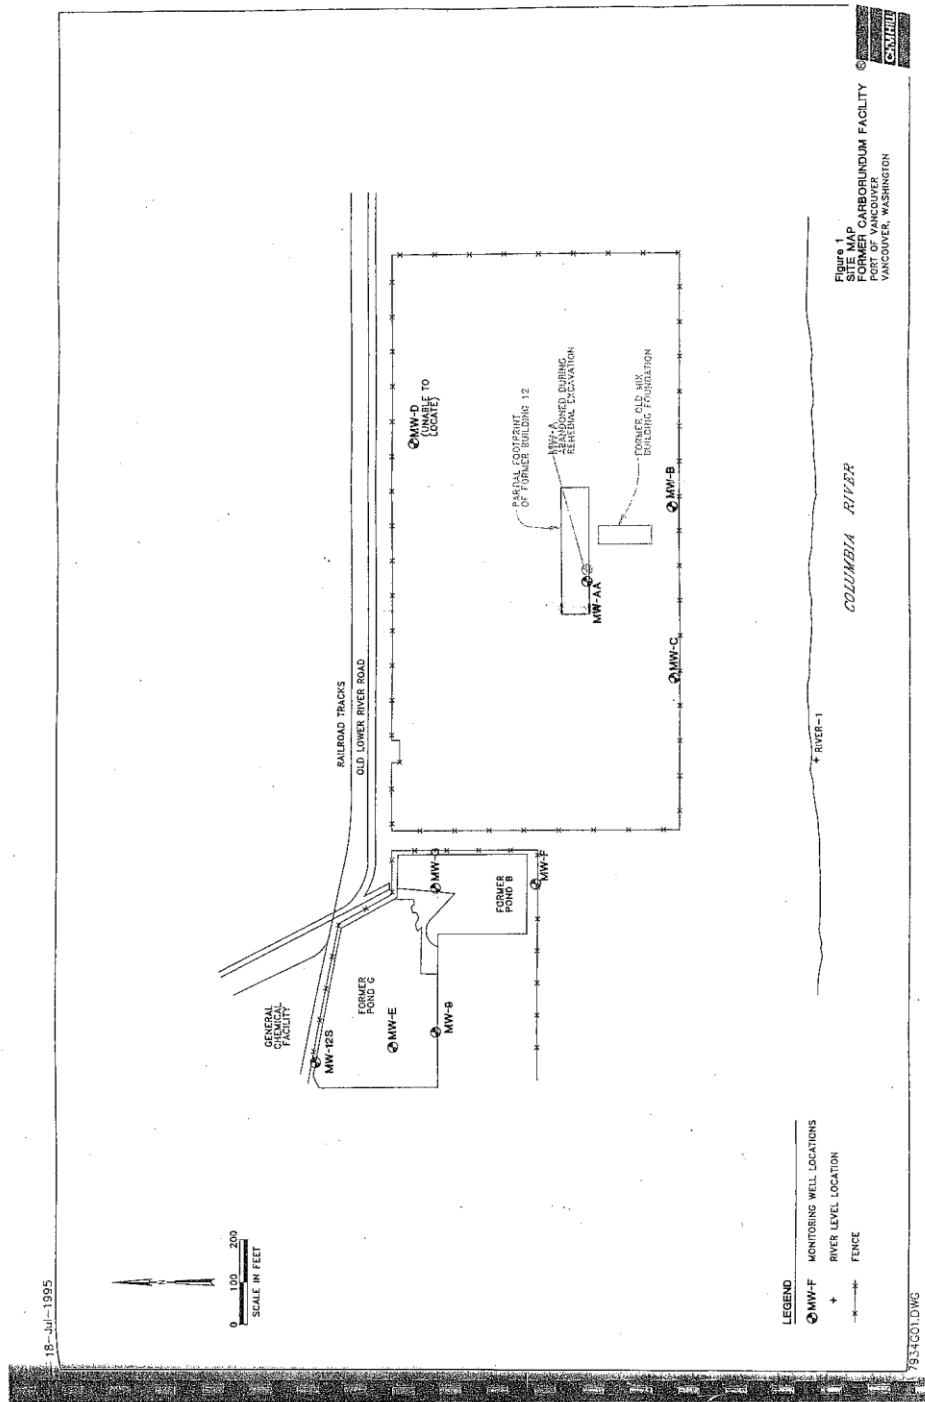 18-Jul-1995
RAILROAD TRACKS
OLD LOWER RIVER ROAD
GENERAL
CHEMICAL
FACILITY
MW-12S
FORMER
POND G
MW-E
MW-9
MW-G
FORMER
POND B
MW-F
MW-D
(UNABLE TO
LOCATE)
PARTIAL FOOTPRINT
OF FORMER BUILDING 12
MW-A
ABANDONED DURING
REMEDIAL EXCAVATION
FORMER OLD MIX
BUILDING FOUNDATION
MW-AA
MW-B
MW-C
N
0 100 200
SCALE IN FEET
RIVER-1
COLUMBIA RIVER
LEGEND
MW-F MONITORING WELL LOCATIONS
+ RIVER LEVEL LOCATION
FENCE
Figure 1
SITE MAP
FORMER CARBORUNDUM FACILITY ®
PORT OF VANCOUVER
VANCOUVER, WASHINGTON
CH2MHILL
7934G01.DWG